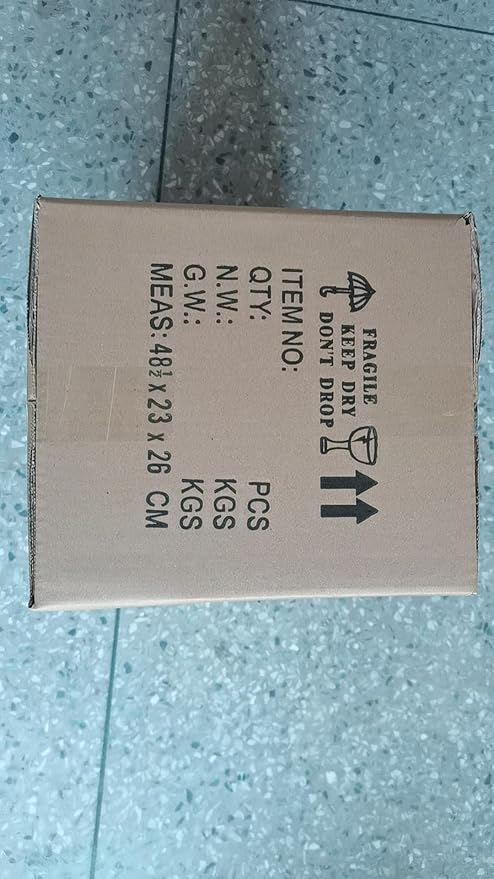 FRAGILE
KEEP DRY
DON'T DROP
ITEM NO:
QTY: PCS
N.W.: KGS
G.W.: KGS
MEAS: 48½ x 23 x 26 CM